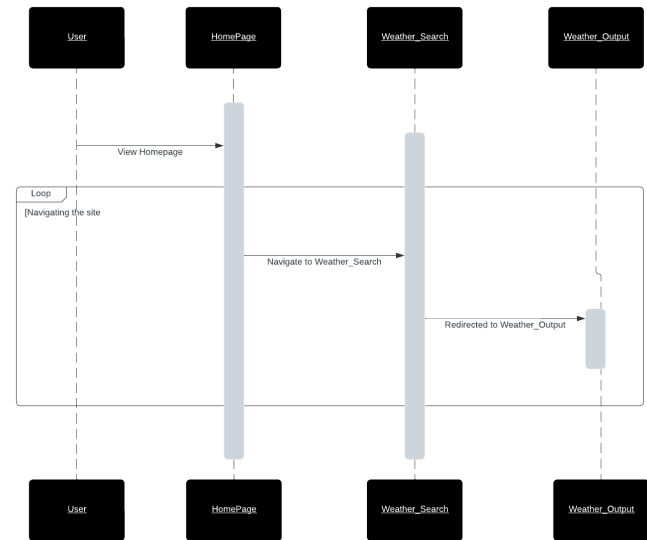 User
HomePage
Weather_Search
Weather_Output
View Homepage
Loop
[Navigating the site
Navigate to Weather_Search
Redirected to Weather_Output
User
HomePage
Weather_Search
Weather_Output